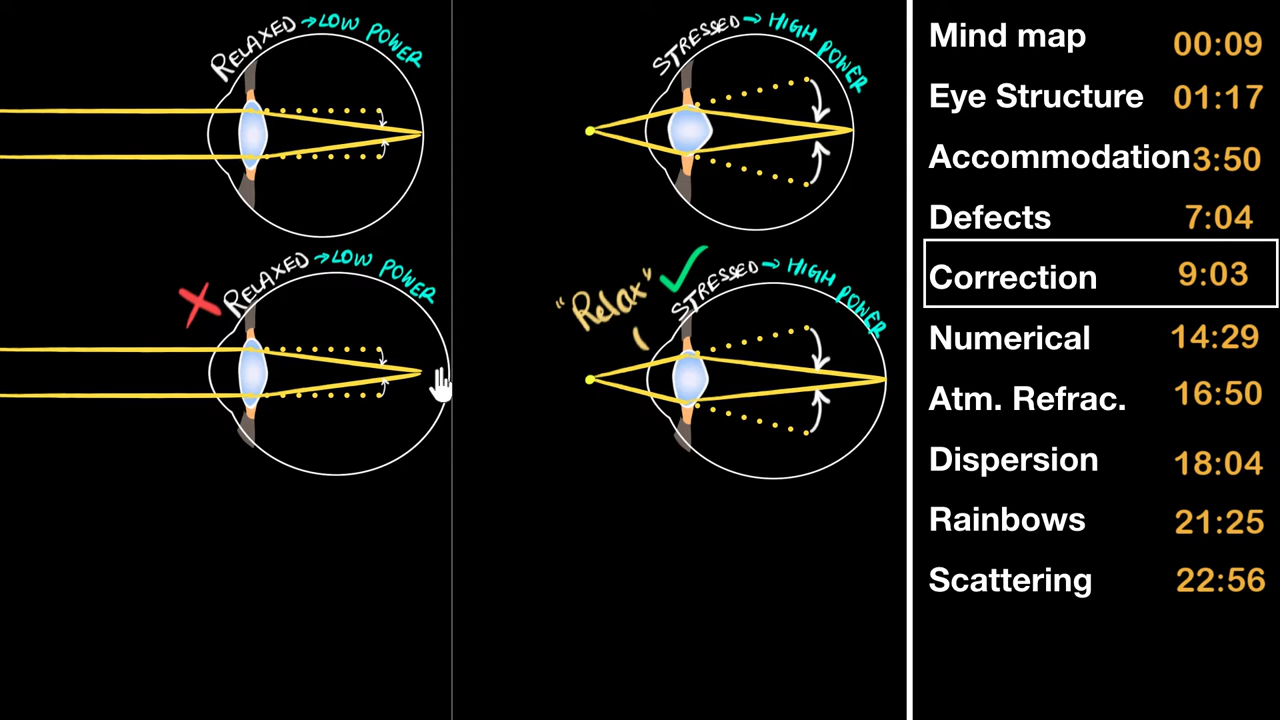 RELAXED → LOW POWER
STRESSED → HIGH POWER
RELAXED → LOW POWER
"Relax"
STRESSED → HIGH POWER
Mind map 00:09
Eye Structure 01:17
Accommodation 3:50
Defects 7:04
Correction 9:03
Numerical 14:29
Atm. Refrac. 16:50
Dispersion 18:04
Rainbows 21:25
Scattering 22:56